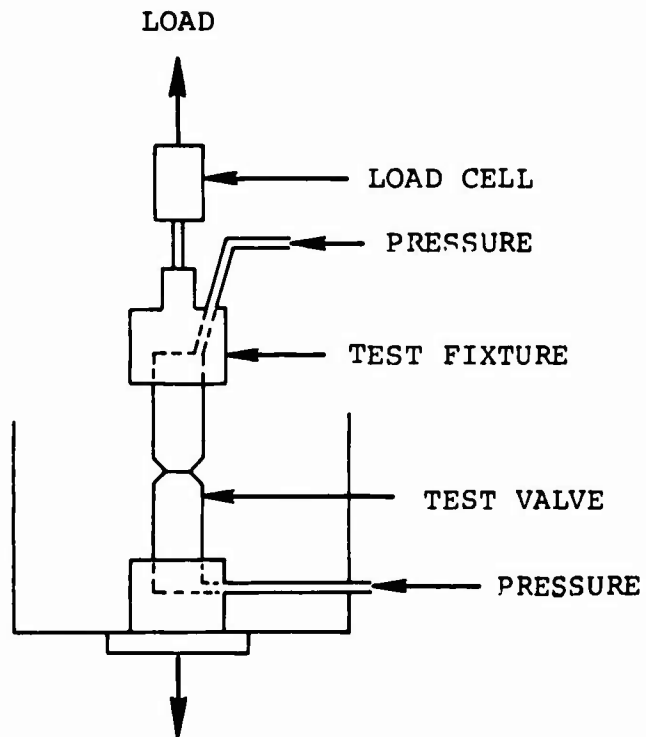 LOAD
LOAD CELL
PRESSURE
TEST FIXTURE
TEST VALVE
PRESSURE